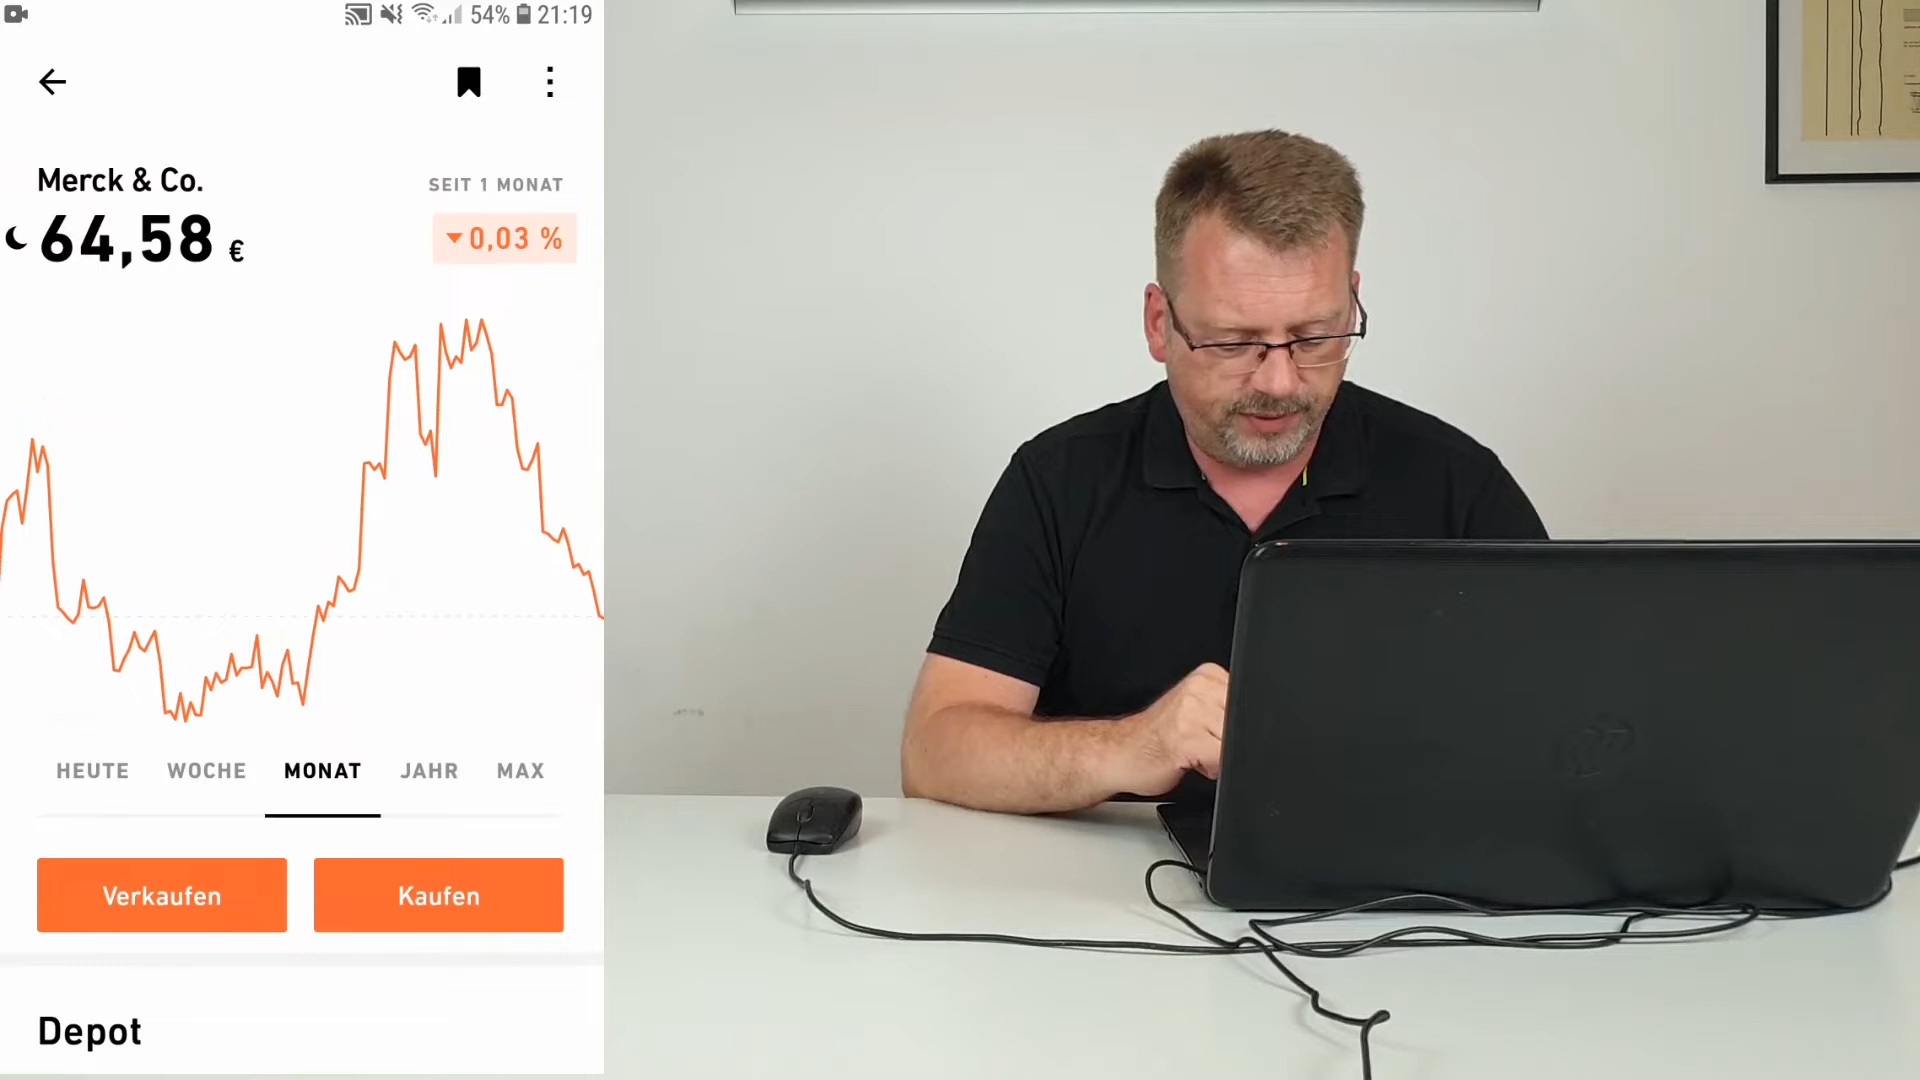 54% 21:19
Merck & Co.
SEIT 1 MONAT
64,58 €
0,03 %
HEUTE WOCHE MONAT JAHR MAX
Verkaufen Kaufen
Depot